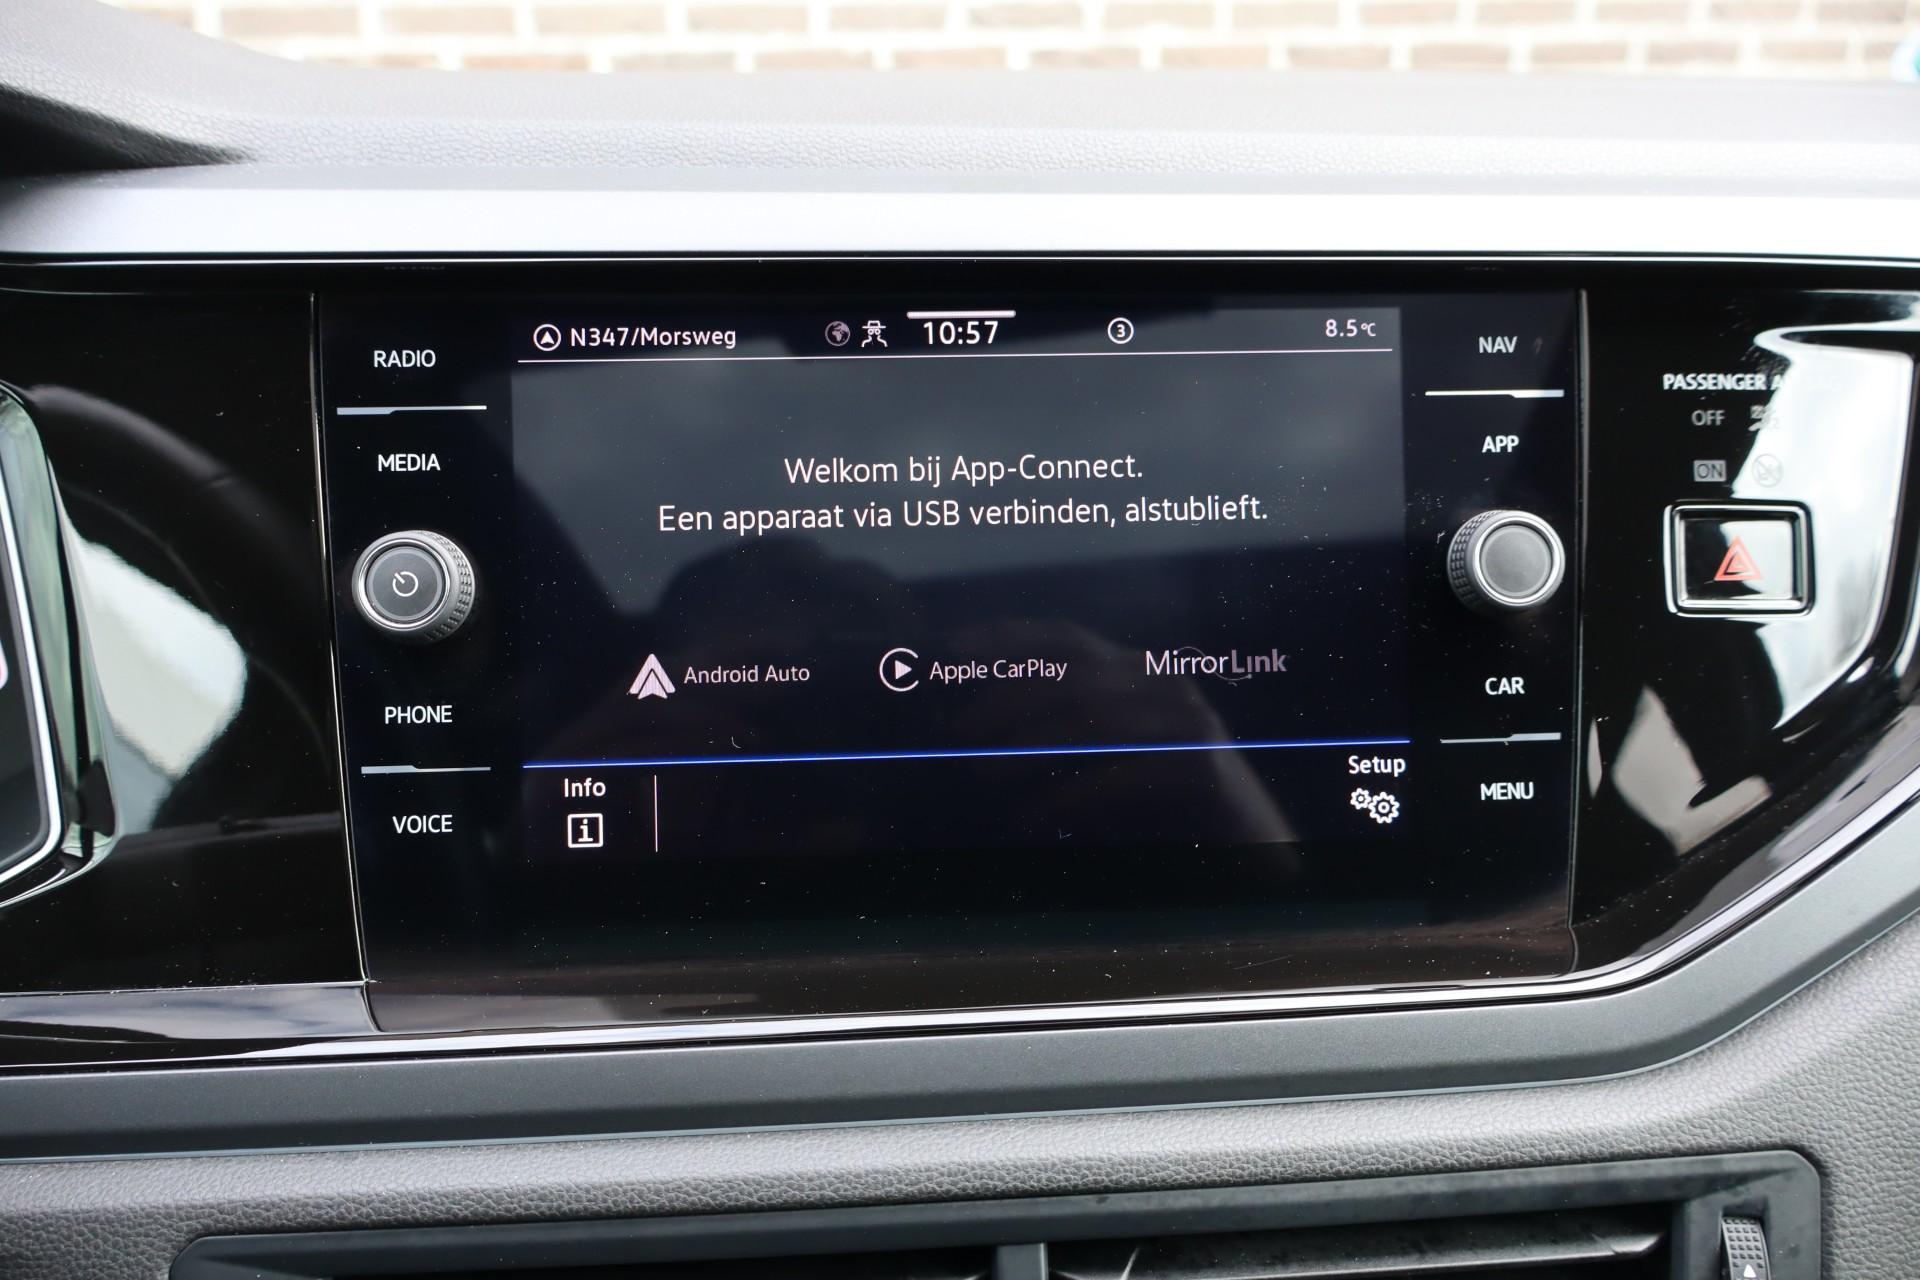 N347/Morsweg
10:57
3
8.5°C
RADIO
MEDIA
PHONE
VOICE
Welkom bij App-Connect.
Een apparaat via USB verbinden, alstublieft.
Android Auto
Apple CarPlay
MirrorLink
Info
i
Setup
NAV
APP
CAR
MENU
PASSENGER
OFF
ON